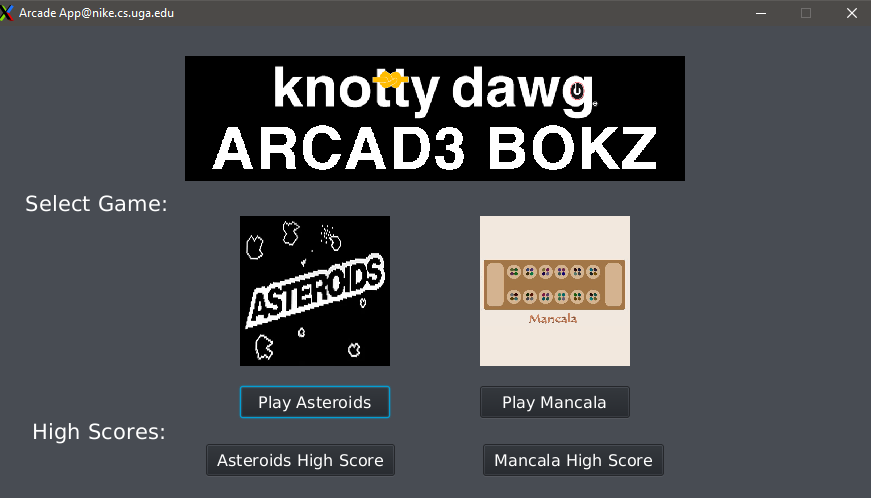 Arcade App@nike.cs.uga.edu
knotty dawg
ARCAD3 BOKZ
Select Game:
ASTEROIDS
Mancala
Play Asteroids
Play Mancala
High Scores:
Asteroids High Score
Mancala High Score